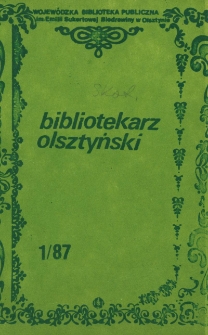 WOJEWÓDZKA BIBLIOTEKA PUBLICZNA
im. Emilii Sukertowej Biedrawiny w Olsztynie
bibliotekarz
olsztyński
1/87